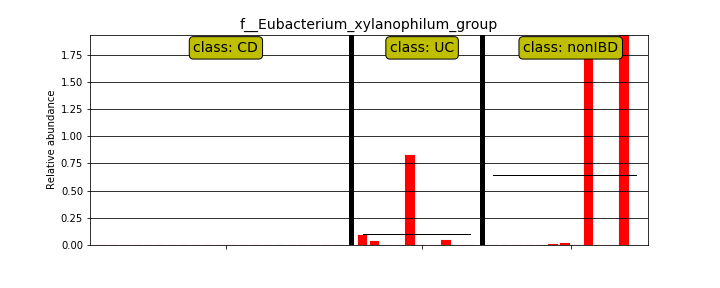 f__Eubacterium_xylanophilum_group
class: CD
class: UC
class: nonIBD
Relative abundance
1.75
1.50
1.25
1.00
0.75
0.50
0.25
0.00